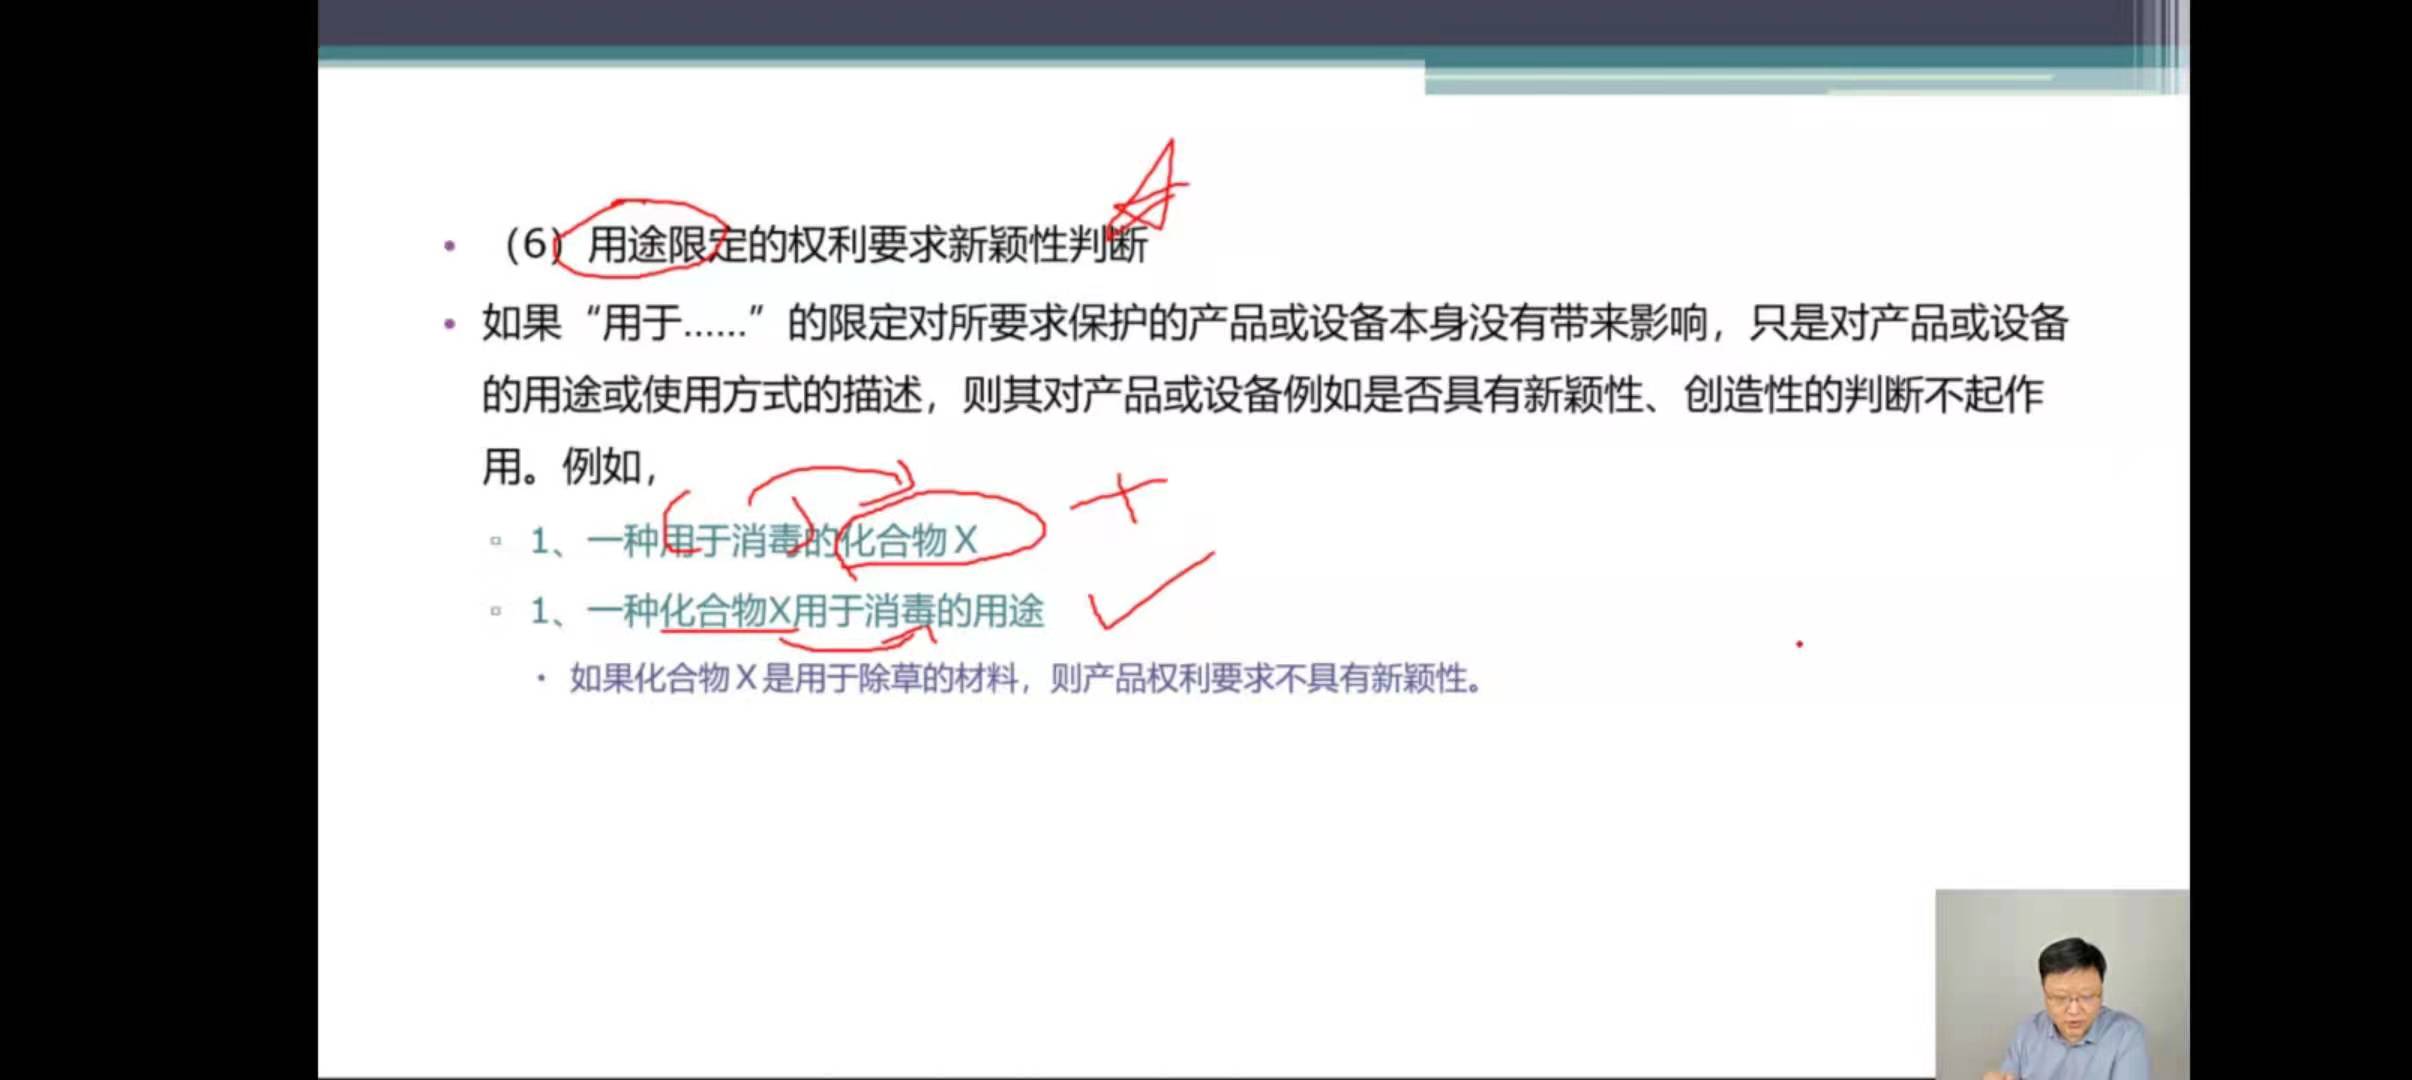 （6）用途限定的权利要求新颖性判断
如果“用于……”的限定对所要求保护的产品或设备本身没有带来影响，只是对产品或设备
的用途或使用方式的描述，则其对产品或设备例如是否具有新颖性、创造性的判断不起作
用。例如，
1、一种用于消毒的化合物X
1、一种化合物X用于消毒的用途
如果化合物X是用于除草的材料，则产品权利要求不具有新颖性。